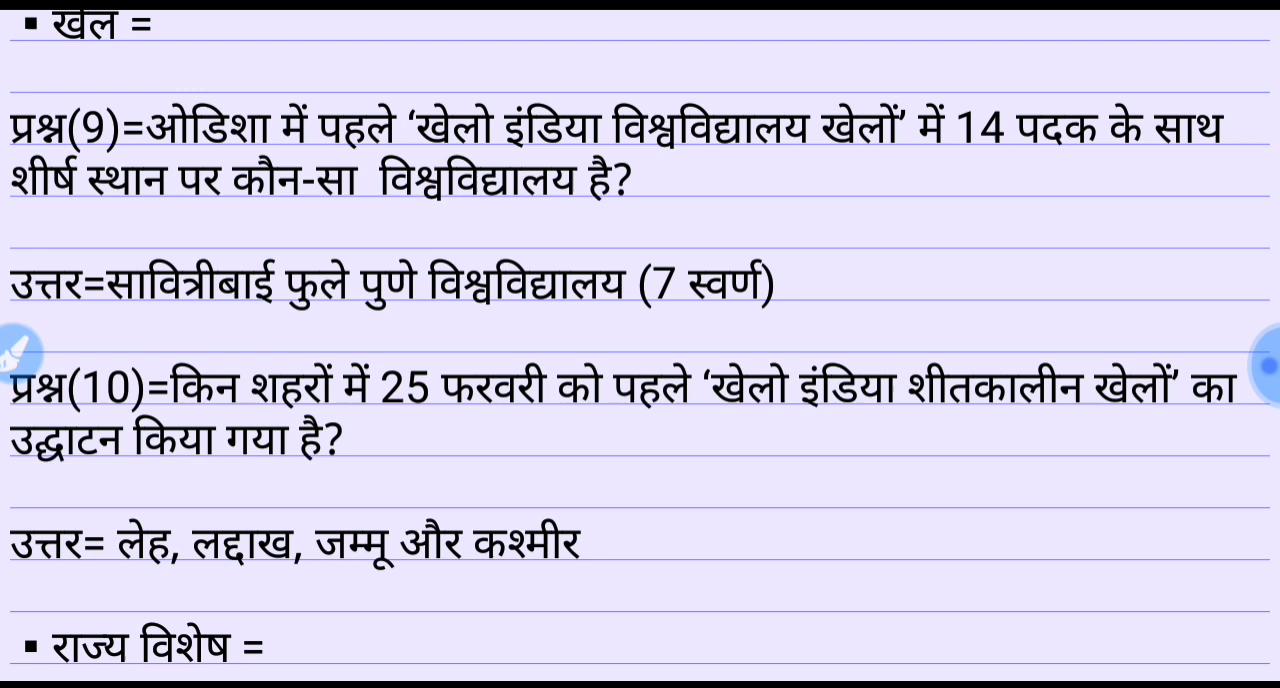 ▪ खेल =
प्रश्न(9)=ओडिशा में पहले ‘खेलो इंडिया विश्वविद्यालय खेलों’ में 14 पदक के साथ
शीर्ष स्थान पर कौन-सा विश्वविद्यालय है?
उत्तर=सावित्रीबाई फुले पुणे विश्वविद्यालय (7 स्वर्ण)
प्रश्न(10)=किन शहरों में 25 फरवरी को पहले ‘खेलो इंडिया शीतकालीन खेलों’ का
उद्घाटन किया गया है?
उत्तर= लेह, लद्दाख, जम्मू और कश्मीर
▪ राज्य विशेष =